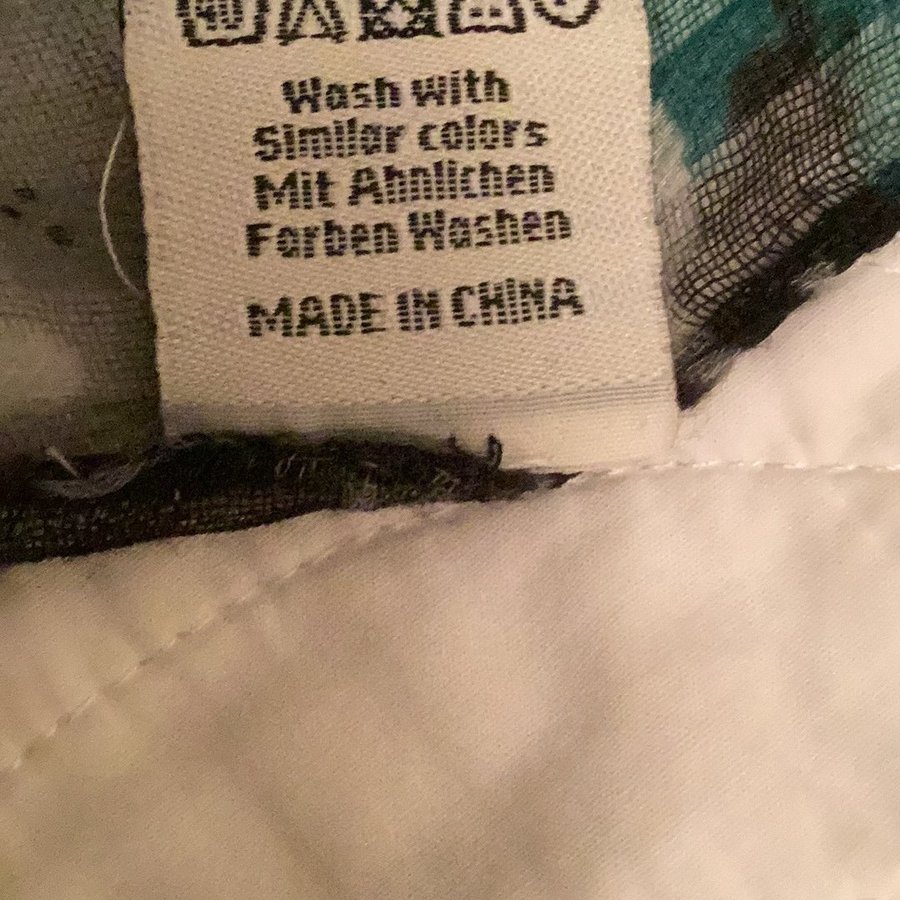 Wash with
Similar colors
Mit Ahnlichen
Farben Washen
MADE IN CHINA